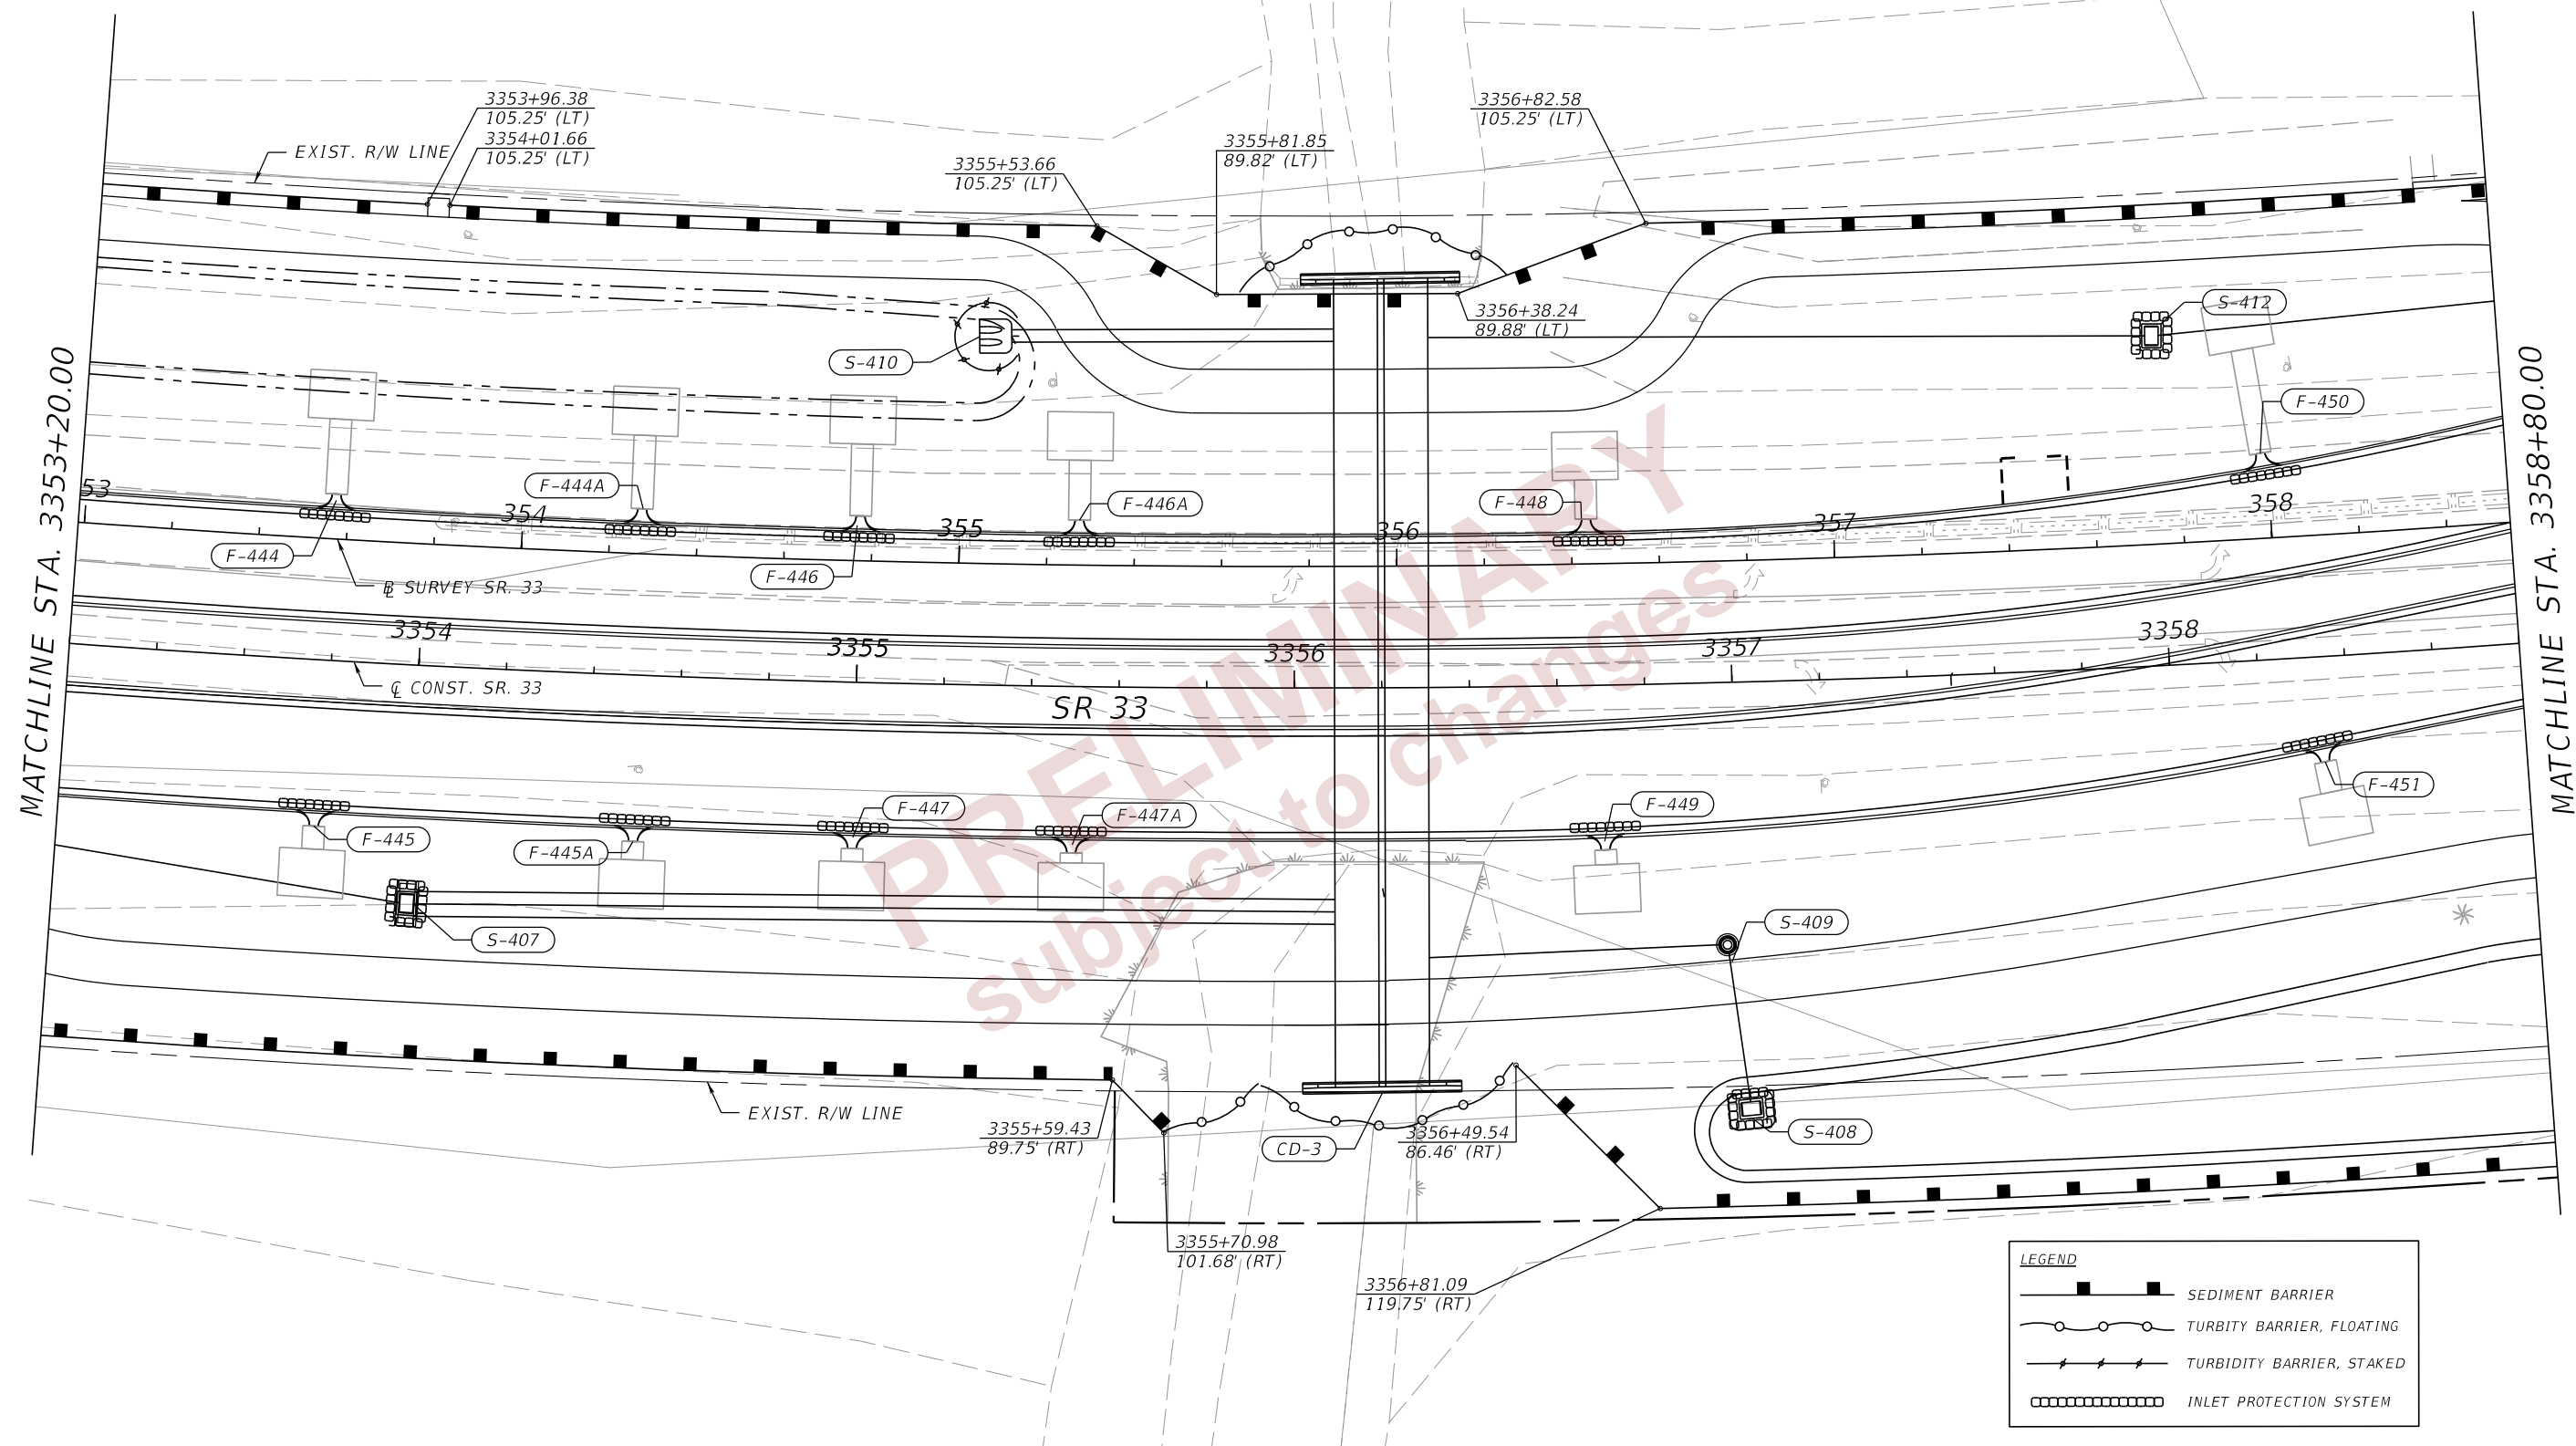 3353+96.38
105.25' (LT)
3354+01.66
105.25' (LT)
EXIST. R/W LINE
3355+53.66
105.25' (LT)
3355+81.85
89.82' (LT)
3356+82.58
105.25' (LT)
3356+38.24
89.88' (LT)
S-410
S-412
F-450
MATCHLINE STA. 3353+20.00
MATCHLINE STA. 3358+80.00
53
354
355
356
357
358
F-444A
F-446A
F-448
F-444
F-446
B SURVEY SR. 33
3354
3355
3356
3357
3358
C CONST. SR. 33
SR 33
PRELIMINARY
subject to changes
F-445
F-445A
F-447
F-447A
F-449
F-451
S-407
S-409
EXIST. R/W LINE
3355+59.43
89.75' (RT)
CD-3
3356+49.54
86.46' (RT)
S-408
3355+70.98
101.68' (RT)
3356+81.09
119.75' (RT)
LEGEND
SEDIMENT BARRIER
TURBITY BARRIER, FLOATING
TURBIDITY BARRIER, STAKED
INLET PROTECTION SYSTEM